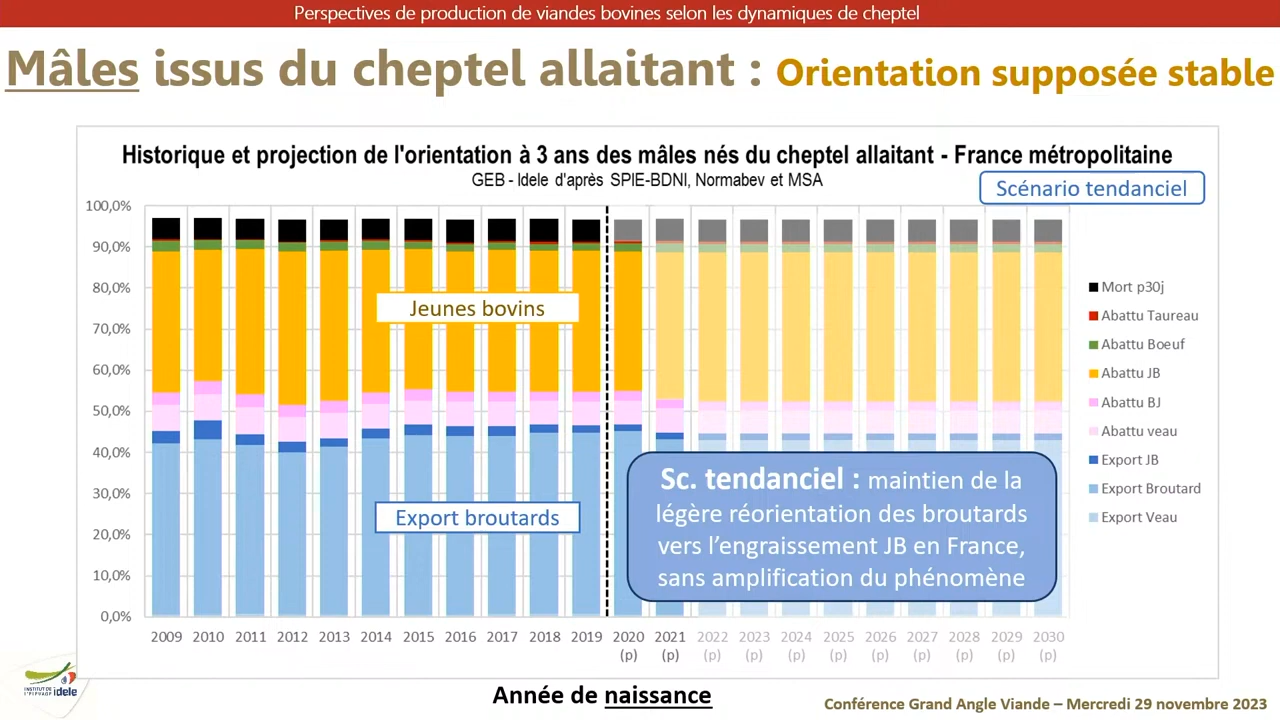 Perspectives de production de viandes bovines selon les dynamiques de cheptel
Mâles issus du cheptel allaitant : Orientation supposée stable
Historique et projection de l'orientation à 3 ans des mâles nés du cheptel allaitant - France métropolitaine
GEB - Idele d'après SPIE-BDNI, Normabev et MSA
Scénario tendanciel
100,0%
90,0%
80,0%
70,0%
60,0%
50,0%
40,0%
30,0%
20,0%
10,0%
0,0%
Jeunes bovins
Export broutards
Sc. tendanciel : maintien de la
légère réorientation des broutards
vers l'engraissement JB en France,
sans amplification du phénomène
Mort p30j
Abattu Taureau
Abattu Boeuf
Abattu JB
Abattu BJ
Abattu veau
Export JB
Export Broutard
Export Veau
2009 2010 2011 2012 2013 2014 2015 2016 2017 2018 2019 2020 2021 2022 2023 2024 2025 2026 2027 2028 2029 2030
(p) (p) (p) (p) (p) (p) (p) (p) (p) (p) (p)
Année de naissance
INSTITUT DE
L'ELEVAGE idele
Conférence Grand Angle Viande – Mercredi 29 novembre 2023